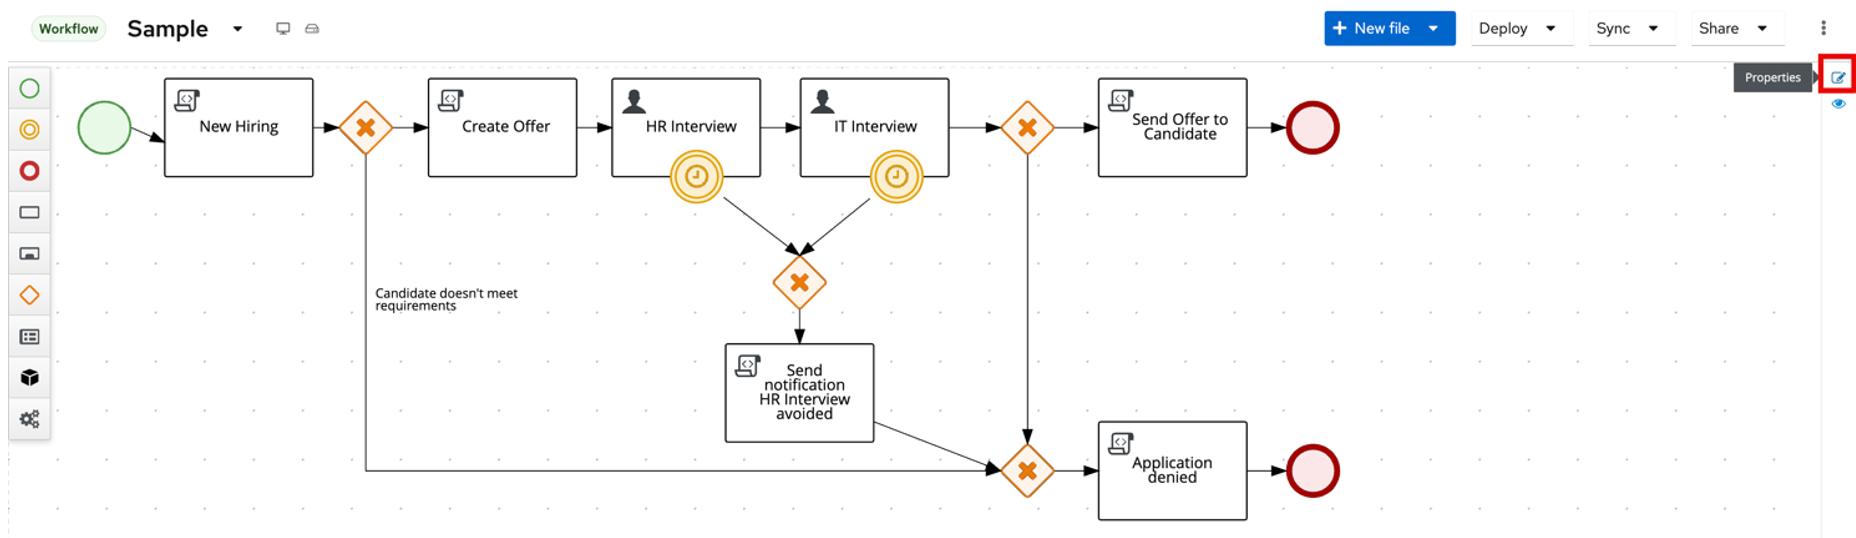 Workflow
Sample
New file
Deploy
Sync
Share
Properties
New Hiring
Create Offer
HR Interview
IT Interview
Send Offer to
Candidate
Candidate doesn't meet
requirements
Send
notification
HR Interview
avoided
Application
denied